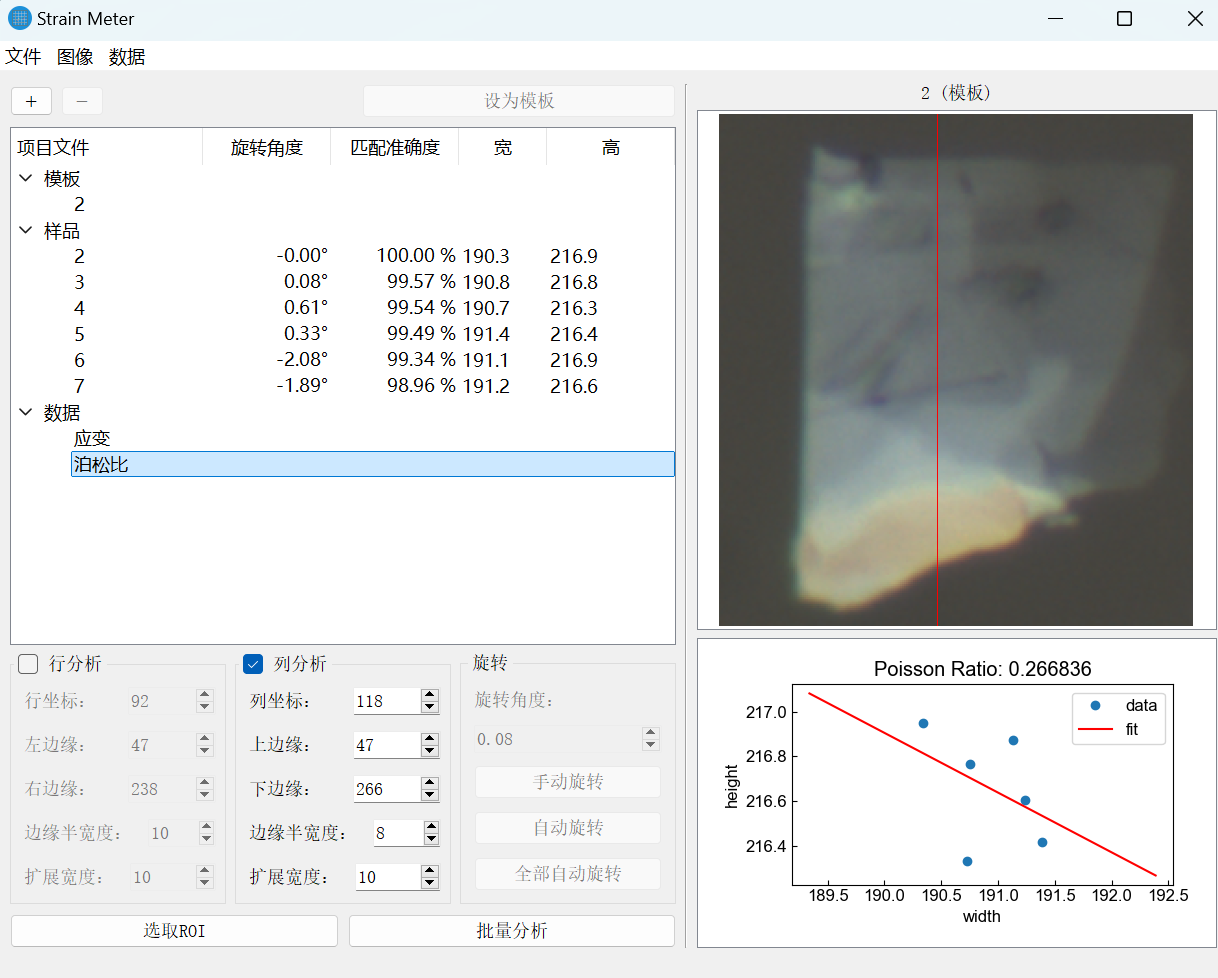 Strain Meter
文件 图像 数据
+ − 设为模板
项目文件 旋转角度 匹配准确度 宽 高
模板
2
样品
2 -0.00° 100.00 % 190.3 216.9
3 0.08° 99.57 % 190.8 216.8
4 0.61° 99.54 % 190.7 216.3
5 0.33° 99.49 % 191.4 216.4
6 -2.08° 99.34 % 191.1 216.9
7 -1.89° 98.96 % 191.2 216.6
数据
应变
泊松比
行分析
行坐标: 92
左边缘: 47
右边缘: 238
边缘半宽度: 10
扩展宽度: 10
列分析
列坐标: 118
上边缘: 47
下边缘: 266
边缘半宽度: 8
扩展宽度: 10
旋转
旋转角度:
0.08
手动旋转
自动旋转
全部自动旋转
选取ROI
批量分析
2 (模板)
Poisson Ratio: 0.266836
data
fit
height
217.0
216.8
216.6
216.4
189.5 190.0 190.5 191.0 191.5 192.0 192.5
width